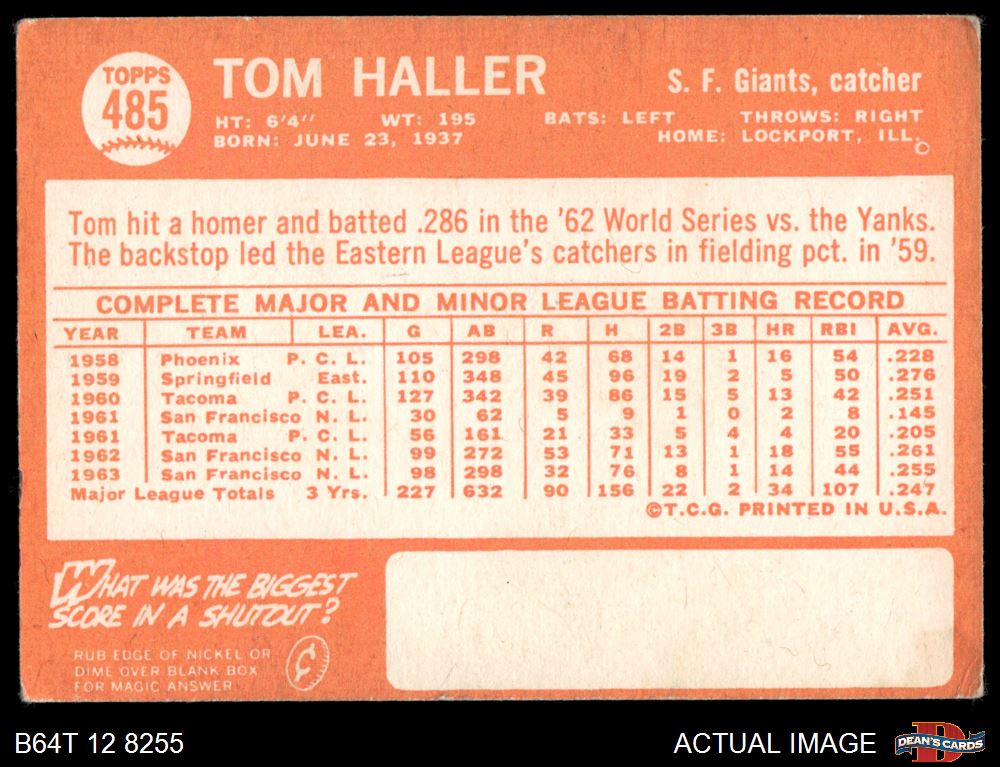 TOPPS
485
TOM HALLER
S. F. Giants, catcher
HT: 6'4" WT: 195 BATS: LEFT THROWS: RIGHT
BORN: JUNE 23, 1937 HOME: LOCKPORT, ILL.
Tom hit a homer and batted .286 in the '62 World Series vs. the Yanks.
The backstop led the Eastern League's catchers in fielding pct. in '59.
COMPLETE MAJOR AND MINOR LEAGUE BATTING RECORD
YEAR TEAM LEA. G AB R H 2B 3B HR RBI AVG.
1958 Phoenix P. C. L. 105 298 42 68 14 1 16 54 .228
1959 Springfield East. 110 348 45 96 19 2 5 50 .276
1960 Tacoma P. C. L. 127 342 39 86 15 5 13 42 .251
1961 San Francisco N. L. 30 62 5 9 1 0 2 8 .145
1961 Tacoma P. C. L. 56 161 21 33 5 4 4 20 .205
1962 San Francisco N. L. 99 272 53 71 13 1 18 55 .261
1963 San Francisco N. L. 98 298 32 76 8 1 14 44 .255
Major League Totals 3 Yrs. 227 632 90 156 22 2 34 107 .247
©T.C.G. PRINTED IN U.S.A.
WHAT WAS THE BIGGEST
SCORE IN A SHUTOUT?
RUB EDGE OF NICKEL OR
DIME OVER BLANK BOX
FOR MAGIC ANSWER
¢
B64T 12 8255
ACTUAL IMAGE
D
DEAN'S CARDS